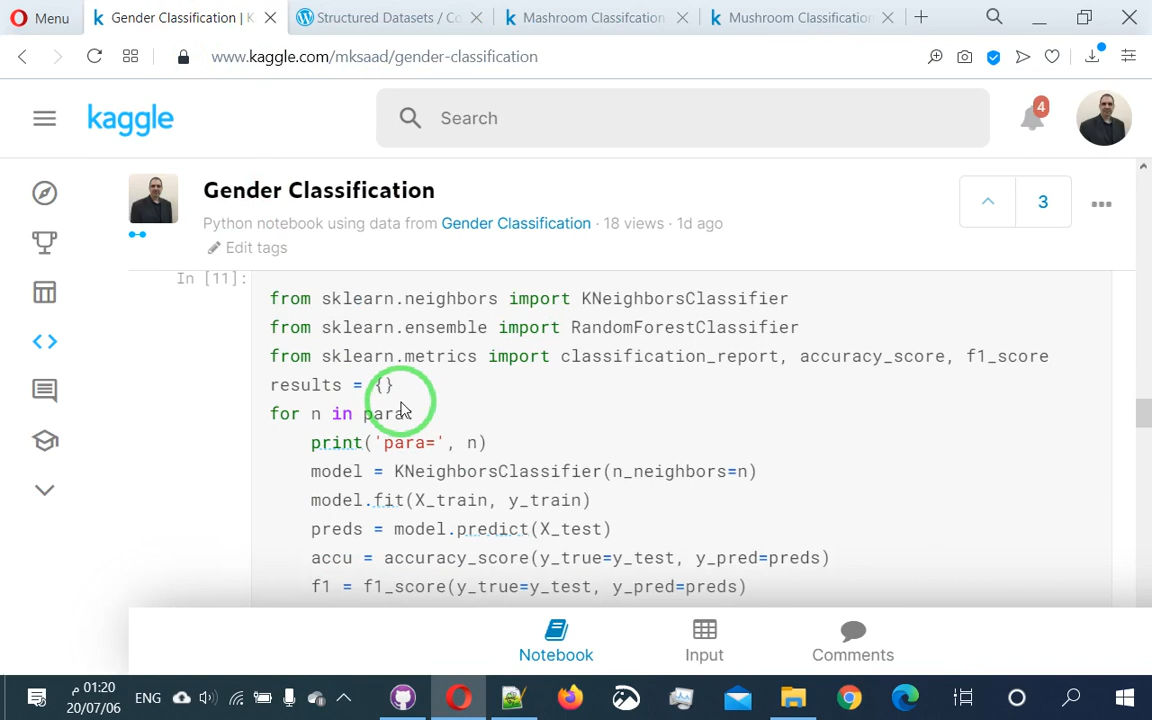 Menu
Gender Classification | K
Structured Datasets / Co
Mashroom Classifcation
Mushroom Classification
www.kaggle.com/mksaad/gender-classification
kaggle
Search
4
Gender Classification
Python notebook using data from Gender Classification · 18 views · 1d ago
Edit tags
3
In [11]:
from sklearn.neighbors import KNeighborsClassifier
from sklearn.ensemble import RandomForestClassifier
from sklearn.metrics import classification_report, accuracy_score, f1_score
results = {}
for n in para:
print('para=', n)
model = KNeighborsClassifier(n_neighbors=n)
model.fit(X_train, y_train)
preds = model.predict(X_test)
accu = accuracy_score(y_true=y_test, y_pred=preds)
f1 = f1_score(y_true=y_test, y_pred=preds)
Notebook
Input
Comments
01:20 م
20/07/06
ENG